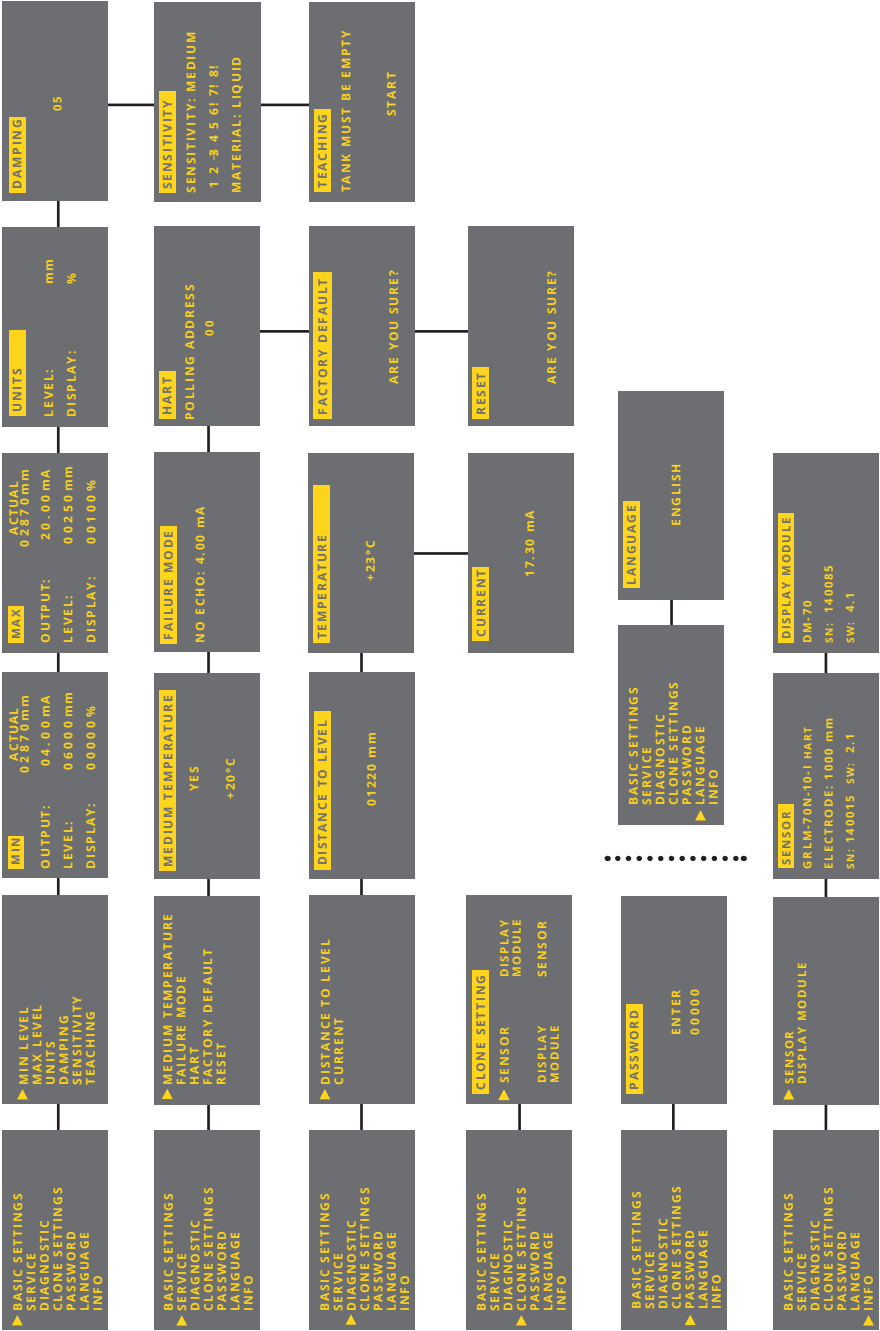 BASIC SETTINGS
SERVICE
DIAGNOSTIC
CLONE SETTINGS
PASSWORD
LANGUAGE
INFO
MIN LEVEL
MAX LEVEL
UNITS
DAMPING
SENSITIVITY
TEACHING
MIN ACTUAL
02870mm
OUTPUT: 04.00mA
LEVEL: 06000mm
DISPLAY: 00000%
MAX ACTUAL
02870mm
OUTPUT: 20.00mA
LEVEL: 00250mm
DISPLAY: 00100%
UNITS
LEVEL: mm
DISPLAY: %
DAMPING
05
SENSITIVITY
SENSITIVITY: MEDIUM
1 2 -3 4 5 6! 7! 8!
MATERIAL: LIQUID
TEACHING
TANK MUST BE EMPTY
START
BASIC SETTINGS
SERVICE
DIAGNOSTIC
CLONE SETTINGS
PASSWORD
LANGUAGE
INFO
MEDIUM TEMPERATURE
FAILURE MODE
HART
FACTORY DEFAULT
RESET
MEDIUM TEMPERATURE
YES
+20°C
FAILURE MODE
NO ECHO: 4.00 mA
HART
POLLING ADDRESS
00
FACTORY DEFAULT
ARE YOU SURE?
RESET
ARE YOU SURE?
BASIC SETTINGS
SERVICE
DIAGNOSTIC
CLONE SETTINGS
PASSWORD
LANGUAGE
INFO
DISTANCE TO LEVEL
CURRENT
DISTANCE TO LEVEL
01220 mm
TEMPERATURE
+23°C
CURRENT
17.30 mA
BASIC SETTINGS
SERVICE
DIAGNOSTIC
CLONE SETTINGS
PASSWORD
LANGUAGE
INFO
CLONE SETTING
SENSOR DISPLAY
MODULE
DISPLAY SENSOR
MODULE
BASIC SETTINGS
SERVICE
DIAGNOSTIC
CLONE SETTINGS
PASSWORD
LANGUAGE
INFO
PASSWORD
ENTER
00000
BASIC SETTINGS
SERVICE
DIAGNOSTIC
CLONE SETTINGS
PASSWORD
LANGUAGE
INFO
LANGUAGE
ENGLISH
BASIC SETTINGS
SERVICE
DIAGNOSTIC
CLONE SETTINGS
PASSWORD
LANGUAGE
INFO
SENSOR
DISPLAY MODULE
SENSOR
GRLM-70N-10-I HART
ELECTRODE: 1000 mm
SN: 140015 SW: 2.1
DISPLAY MODULE
DM-70
SN: 140085
SW: 4.1